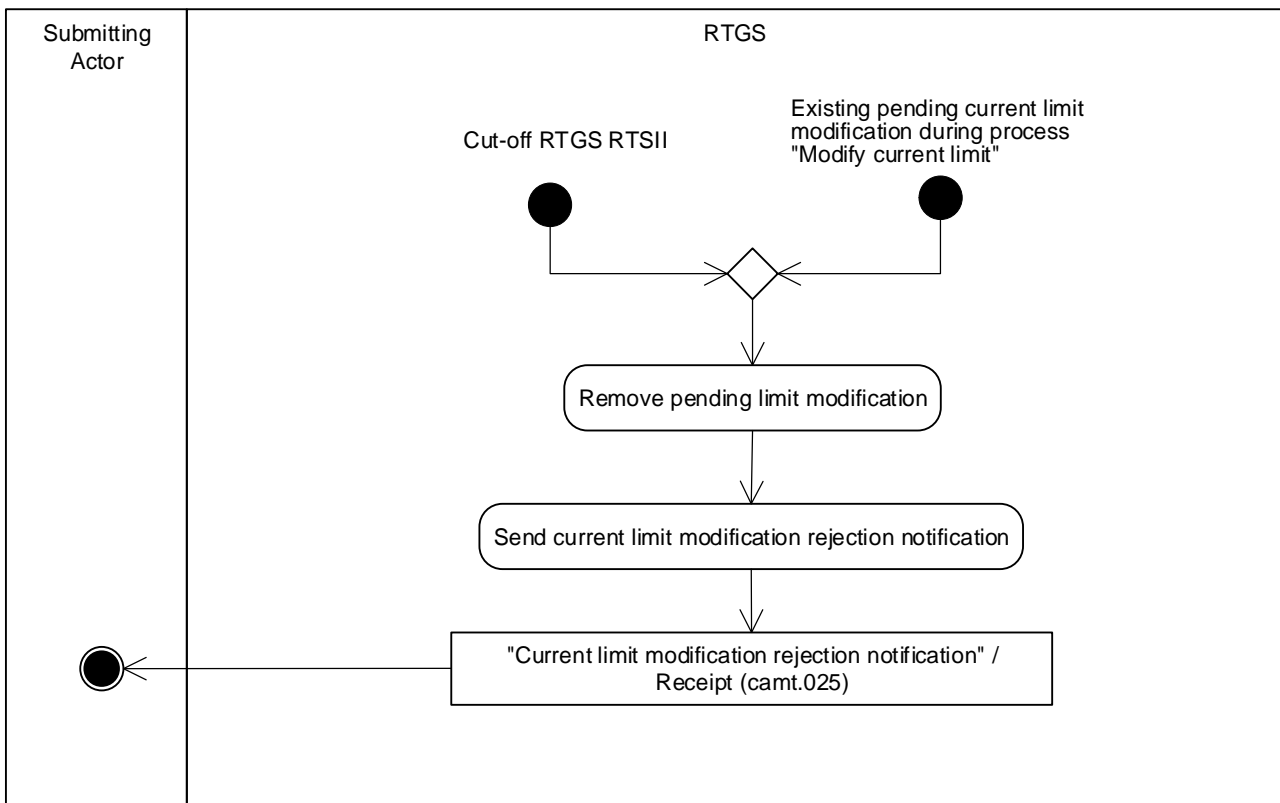 Submitting
Actor
RTGS
Cut-off RTGS RTSII
Existing pending current limit
modification during process
"Modify current limit"
Remove pending limit modification
Send current limit modification rejection notification
"Current limit modification rejection notification" /
Receipt (camt.025)